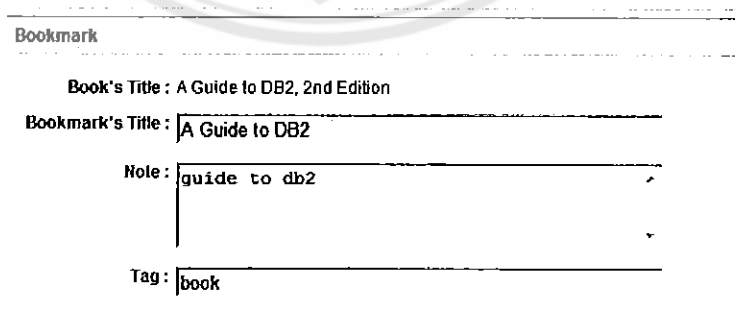 Bookmark
Book's Title : A Guide to DB2, 2nd Edition
Bookmark's Title : A Guide to DB2
Note : guide to db2
Tag : book